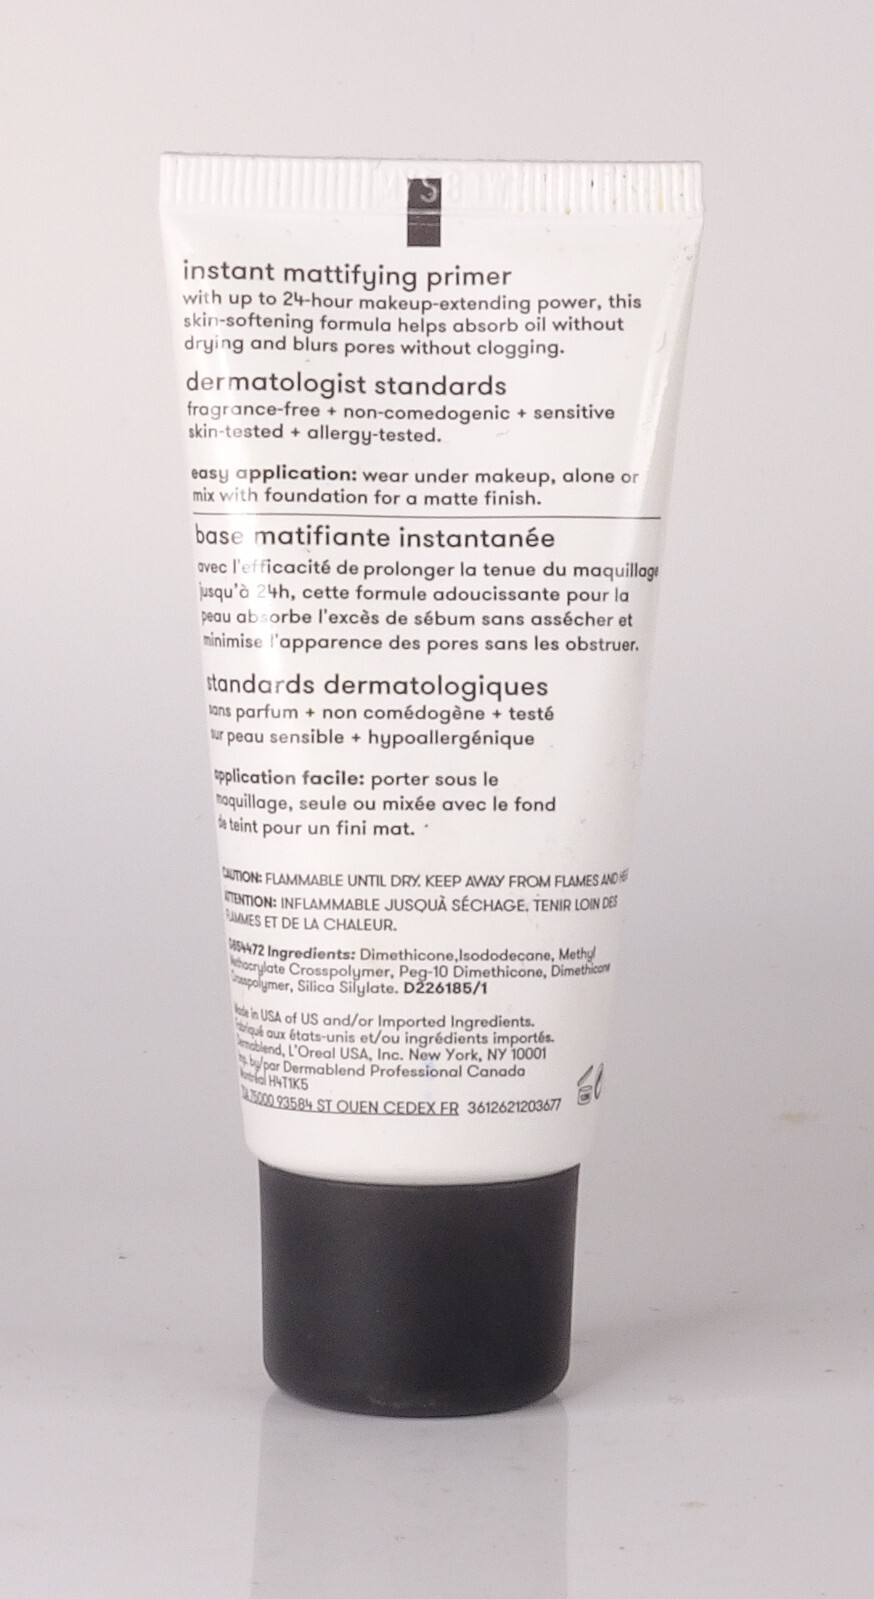 instant mattifying primer
with up to 24-hour makeup-extending power, this
skin-softening formula helps absorb oil without
drying and blurs pores without clogging.
dermatologist standards
fragrance-free + non-comedogenic + sensitive
skin-tested + allergy-tested.
easy application: wear under makeup, alone or
mix with foundation for a matte finish.
base matifiante instantanée
avec l'efficacité de prolonger la tenue du maquillage
jusqu'à 24h, cette formule adoucissante pour la
peau absorbe l'excès de sébum sans assécher et
minimise l'apparence des pores sans les obstruer.
standards dermatologiques
sans parfum + non comédogène + testé
sur peau sensible + hypoallergénique
application facile: porter sous le
maquillage, seule ou mixée avec le fond
de teint pour un fini mat.
CAUTION: FLAMMABLE UNTIL DRY. KEEP AWAY FROM FLAMES AND
ATTENTION: INFLAMMABLE JUSQUÀ SÉCHAGE. TENIR LOIN DES
FLAMMES ET DE LA CHALEUR.
0854472 Ingredients: Dimethicone,Isododecane, Methyl
Methacrylate Crosspolymer, Peg-10 Dimethicone, Dimethicone
Crosspolymer, Silica Silylate. D226185/1
Made in USA of US and/or Imported Ingredients.
Fabriqué aux états-unis et/ou ingrédients importés.
Dermablend, L'Oreal USA, Inc. New York, NY 10001
Imp. by/par Dermablend Professional Canada
Montréal H4T1K5
TSA 75000 93584 ST OUEN CEDEX FR 3612621203677